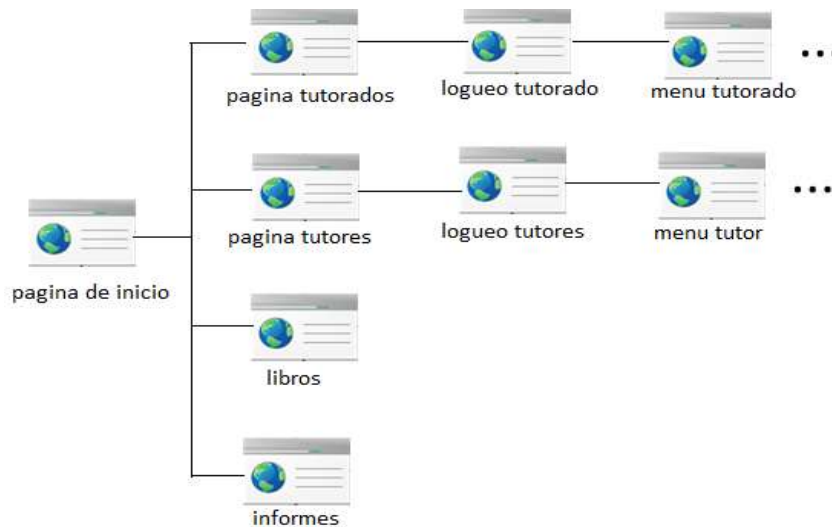 pagina tutorados
logueo tutorado
menu tutorado
...
pagina tutores
logueo tutores
menu tutor
....
pagina de inicio
libros
informes